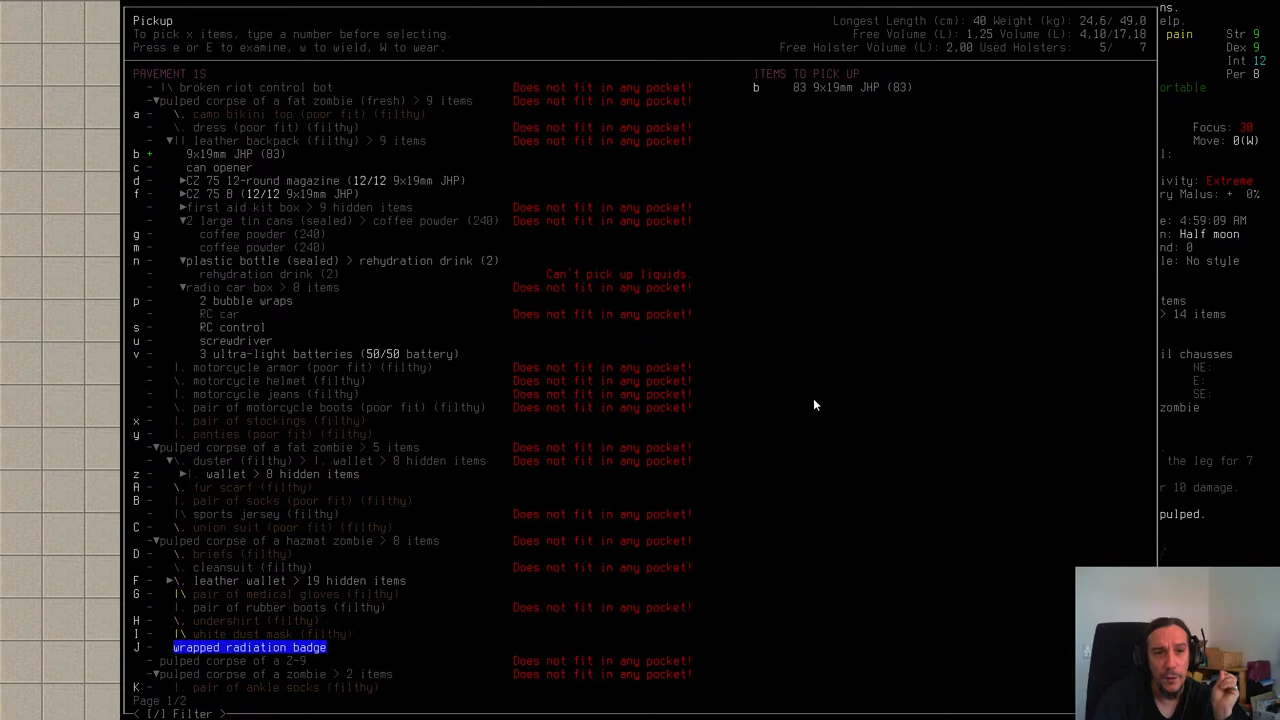 Pickup
To pick x items, type a number before selecting.
Press e or E to examine, w to wield, W to wear.
Longest Length (cm): 40 Weight (kg): 24,6/ 49,0
Free Volume (L): 1,25 Volume (L): 4,10/17,18
Free Holster Volume (L): 2,00 Used Holsters: 5/ 7
PAVEMENT 1S
- |\ broken riot control bot Does not fit in any pocket!
-▼pulped corpse of a fat zombie (fresh) > 9 items Does not fit in any pocket!
a - \. camo bikini top (poor fit) (filthy)
- \. dress (poor fit) (filthy) Does not fit in any pocket!
▼|| leather backpack (filthy) > 9 items Does not fit in any pocket!
b + 9x19mm JHP (83)
c - can opener
d - ►CZ 75 12-round magazine (12/12 9x19mm JHP)
f - ►CZ 75 B (12/12 9x19mm JHP)
- ►first aid kit box > 9 hidden items Does not fit in any pocket!
- ▼2 large tin cans (sealed) > coffee powder (240) Does not fit in any pocket!
g - coffee powder (240)
m - coffee powder (240)
n - ▼plastic bottle (sealed) > rehydration drink (2)
- rehydration drink (2) Can't pick up liquids.
- ▼radio car box > 8 items Does not fit in any pocket!
p - 2 bubble wraps
- RC car Does not fit in any pocket!
s - RC control
u - screwdriver
v - 3 ultra-light batteries (50/50 battery)
- |. motorcycle armor (poor fit) (filthy) Does not fit in any pocket!
- \. motorcycle helmet (filthy) Does not fit in any pocket!
- |. motorcycle jeans (filthy) Does not fit in any pocket!
- \. pair of motorcycle boots (poor fit) (filthy) Does not fit in any pocket!
x - |. pair of stockings (filthy)
y - |. panties (poor fit) (filthy)
-▼pulped corpse of a fat zombie > 5 items Does not fit in any pocket!
- ▼\. duster (filthy) > |. wallet > 8 hidden items Does not fit in any pocket!
z - ►|. wallet > 8 hidden items
A - \. fur scarf (filthy)
B - |. pair of socks (poor fit) (filthy)
- |\ sports jersey (filthy) Does not fit in any pocket!
C - \. union suit (poor fit) (filthy)
-▼pulped corpse of a hazmat zombie > 8 items Does not fit in any pocket!
D - \. briefs (filthy)
- \. cleansuit (filthy) Does not fit in any pocket!
F - ►\. leather wallet > 19 hidden items
G - |\ pair of medical gloves (filthy)
- |. pair of rubber boots (filthy) Does not fit in any pocket!
H - \. undershirt (filthy)
I - |\ white dust mask (filthy)
J - wrapped radiation badge
- pulped corpse of a Z-9 Does not fit in any pocket!
-▼pulped corpse of a zombie > 2 items Does not fit in any pocket!
K - |. pair of ankle socks (filthy)
Page 1/2
< [/] Filter >
ITEMS TO PICK UP
b 83 9x19mm JHP (83)
ns.
elp.
pain
Str 9
Dex 9
Int 12
Per 8
ortable
Focus: 30
Move: 0(W)
l:
ivity: Extreme
ry Malus: + 0%
e: 4:59:09 AM
n: Half moon
nd: 0
le: No style
tems
> 14 items
il chausses
NE:
E:
SE:
zombie
the leg for 7
r 10 damage.
pulped.